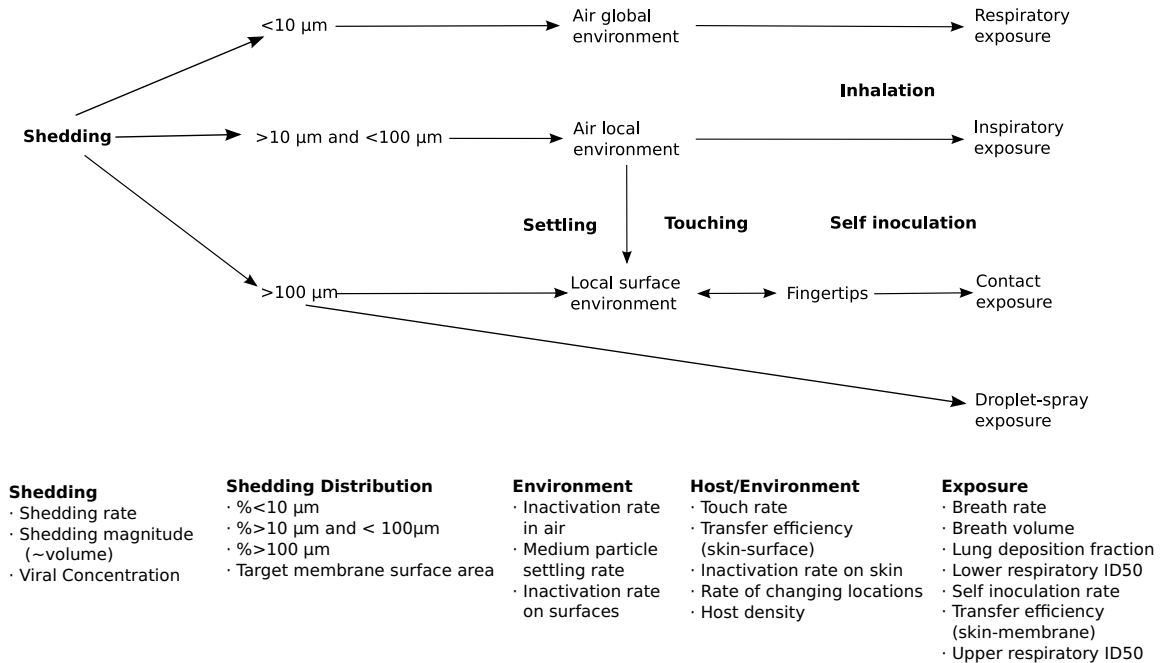 <10 μm
Air global
environment
Respiratory
exposure
Inhalation
Shedding
>10 μm and <100 μm
Air local
environment
Inspiratory
exposure
Settling
Touching
Self inoculation
>100 μm
Local surface
environment
Fingertips
Contact
exposure
Droplet-spray
exposure
Shedding
· Shedding rate
· Shedding magnitude
(~volume)
· Viral Concentration
Shedding Distribution
· %<10 μm
· %>10 μm and < 100μm
· %>100 μm
· Target membrane surface area
Environment
· Inactivation rate
in air
· Medium particle
settling rate
· Inactivation rate
on surfaces
Host/Environment
· Touch rate
· Transfer efficiency
(skin-surface)
· Inactivation rate on skin
· Rate of changing locations
· Host density
Exposure
· Breath rate
· Breath volume
· Lung deposition fraction
· Lower respiratory ID50
· Self inoculation rate
· Transfer efficiency
(skin-membrane)
· Upper respiratory ID50